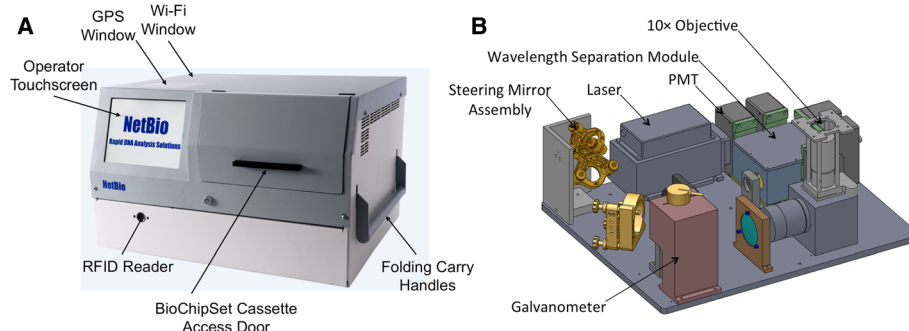 A
GPS
Window
Wi-Fi
Window
Operator
Touchscreen
NetBio
Rapid DNA Analysis Solutions
NetBio
RFID Reader
BioChipSet Cassette
Access Door
Folding Carry
Handles
B
10× Objective
Wavelength Separation Module
PMT
Steering Mirror
Assembly
Laser
Galvanometer